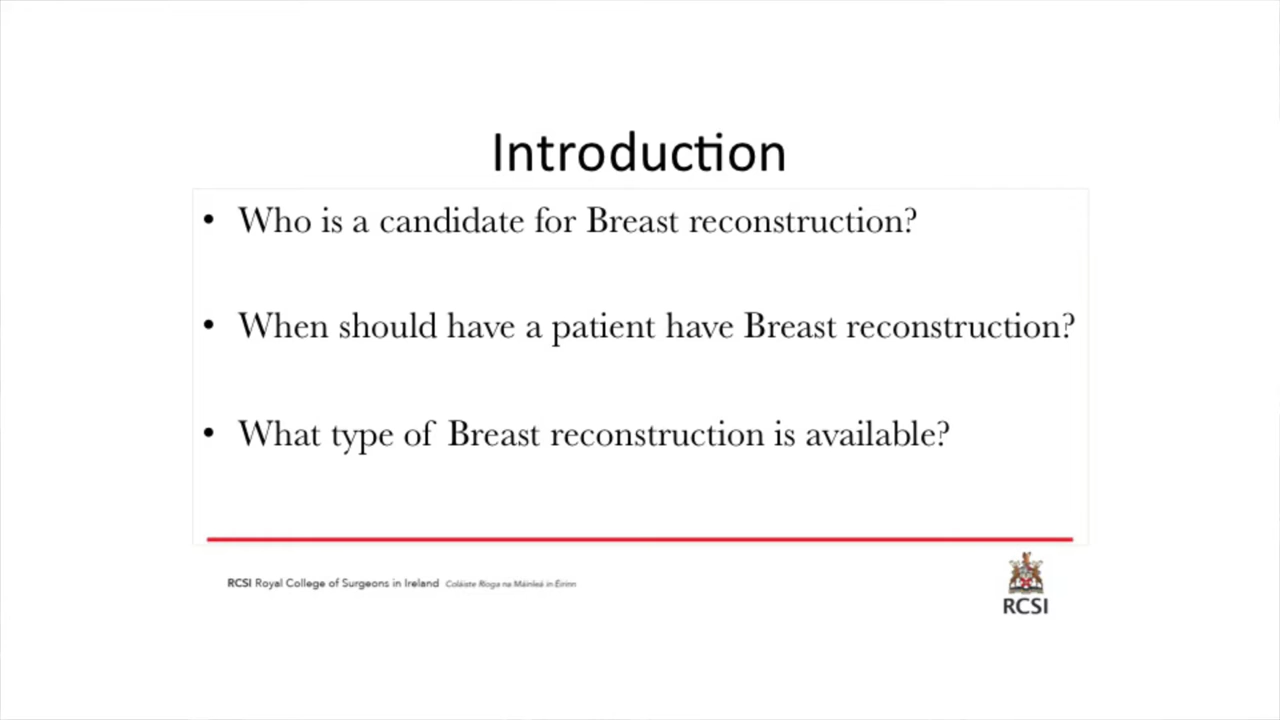 Introduction
• Who is a candidate for Breast reconstruction?
• When should have a patient have Breast reconstruction?
• What type of Breast reconstruction is available?
RCSI Royal College of Surgeons in Ireland Coláiste Ríoga na Máinleá in Éirinn
RCSI